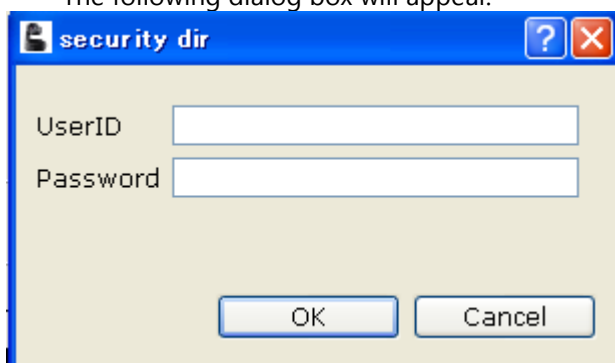 The following dialog box will appear.
security dir
UserID
Password
OK
Cancel